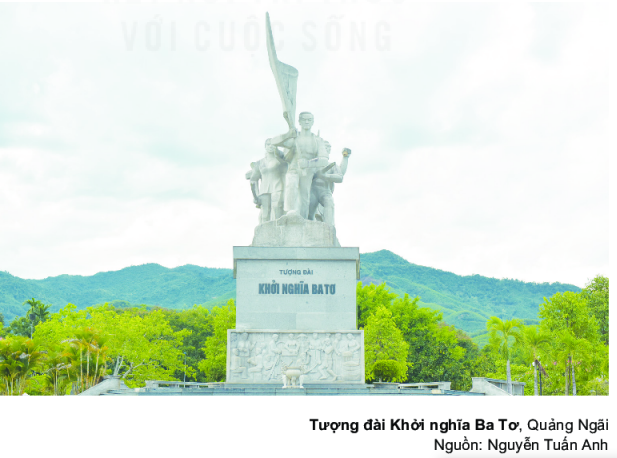 VỚI CUỘC SỐNG
TƯỢNG ĐÀI
KHỞI NGHĨA BA TƠ
Tượng đài Khởi nghĩa Ba Tơ, Quảng Ngãi
Nguồn: Nguyễn Tuấn Anh